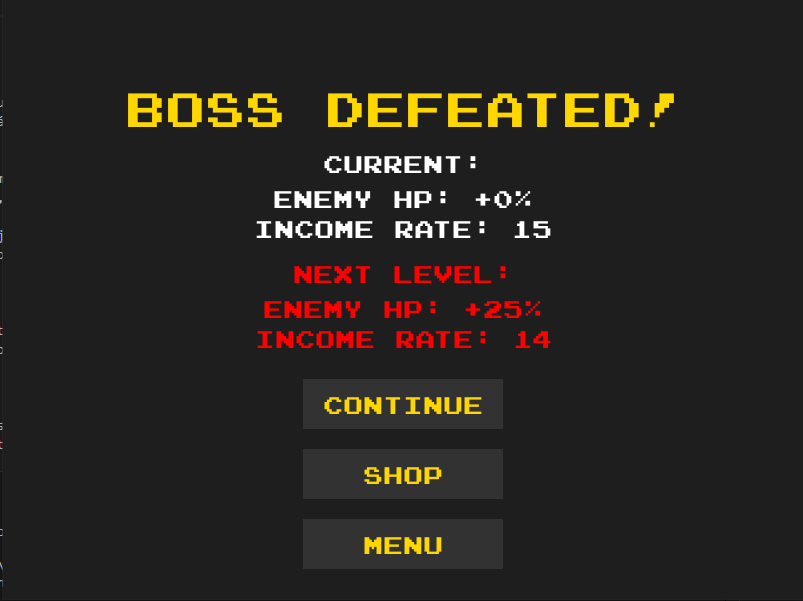 BOSS DEFEATED!
CURRENT:
ENEMY HP: +0%
INCOME RATE: 15
NEXT LEVEL:
ENEMY HP: +25%
INCOME RATE: 14
CONTINUE
SHOP
MENU